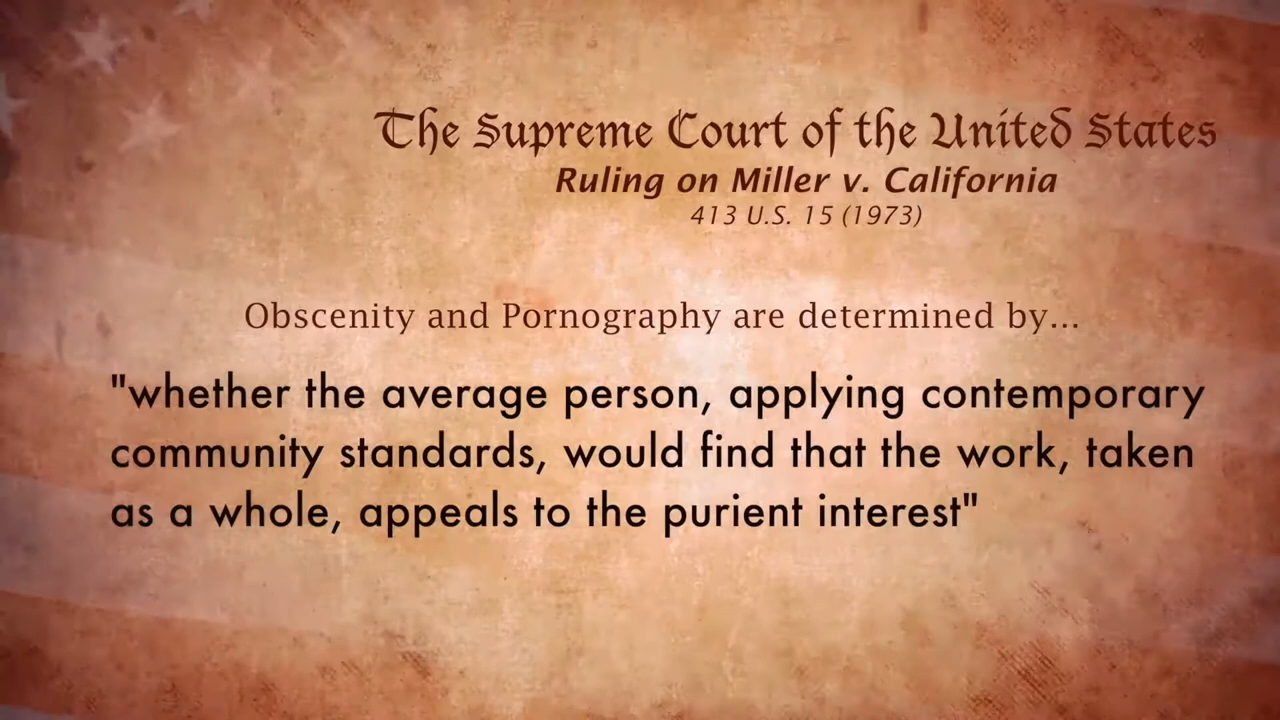 The Supreme Court of the United States
Ruling on Miller v. California
413 U.S. 15 (1973)
Obscenity and Pornography are determined by...
"whether the average person, applying contemporary
community standards, would find that the work, taken
as a whole, appeals to the purient interest"